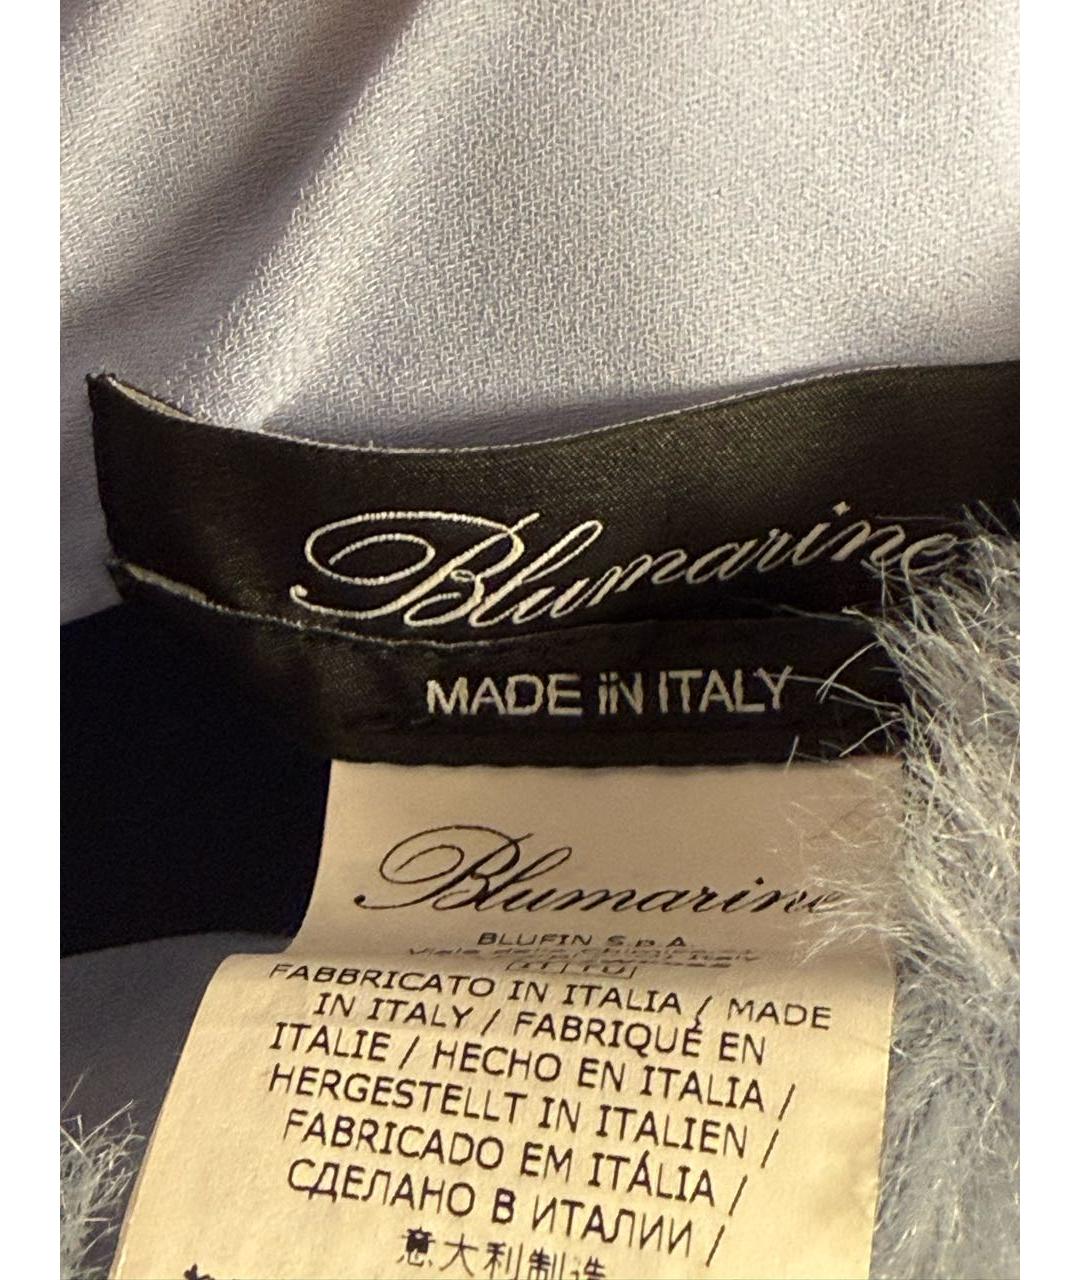 Blumarine
MADE IN ITALY
Blumarine
BLUFIN S.p.A.
FABBRICATO IN ITALIA / MADE
IN ITALY / FABRIQUÉ EN
ITALIE / HECHO EN ITALIA /
HERGESTELLT IN ITALIEN /
FABRICADO EM ITÁLIA /
СДЕЛАНО В ИТАЛИИ /
意大利制造